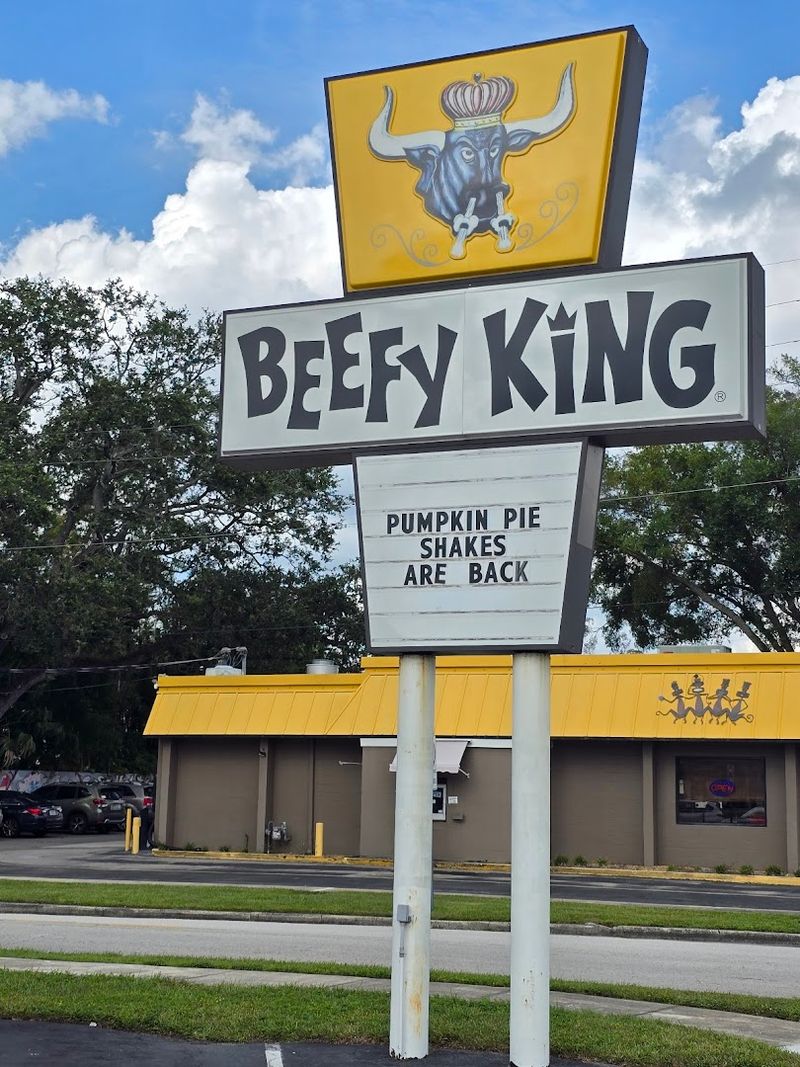 BEEFY KING
®
PUMPKIN PIE
SHAKES
ARE BACK
OPEN